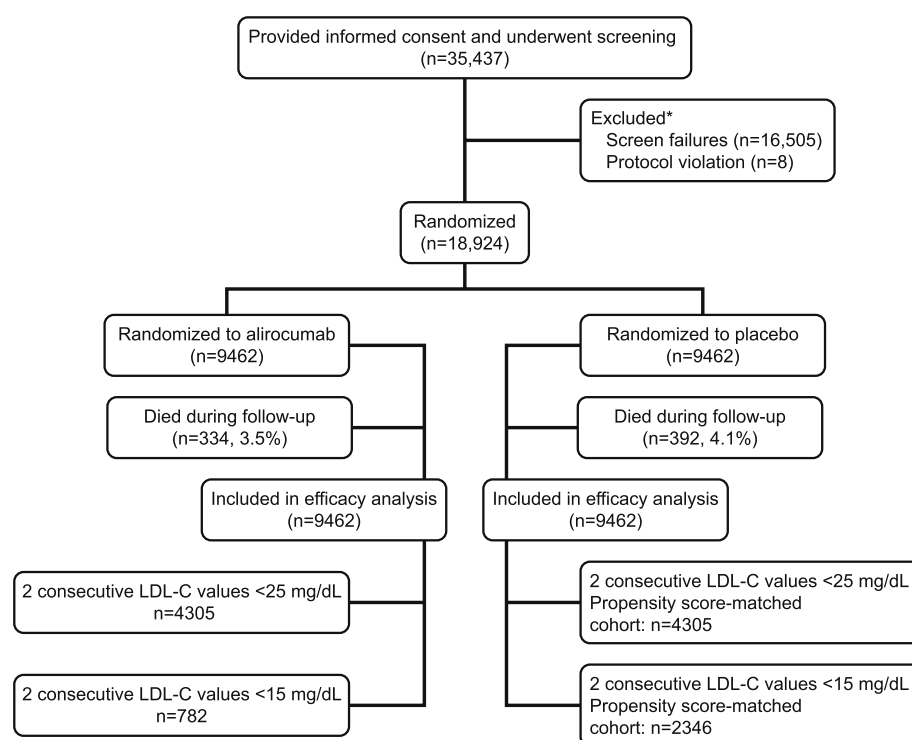 Provided informed consent and underwent screening
(n=35,437)
Excluded*
Screen failures (n=16,505)
Protocol violation (n=8)
Randomized
(n=18,924)
Randomized to alirocumab
(n=9462)
Randomized to placebo
(n=9462)
Died during follow-up
(n=334, 3.5%)
Died during follow-up
(n=392, 4.1%)
Included in efficacy analysis
(n=9462)
Included in efficacy analysis
(n=9462)
2 consecutive LDL-C values <25 mg/dL
n=4305
2 consecutive LDL-C values <25 mg/dL
Propensity score-matched
cohort: n=4305
2 consecutive LDL-C values <15 mg/dL
n=782
2 consecutive LDL-C values <15 mg/dL
Propensity score-matched
cohort: n=2346